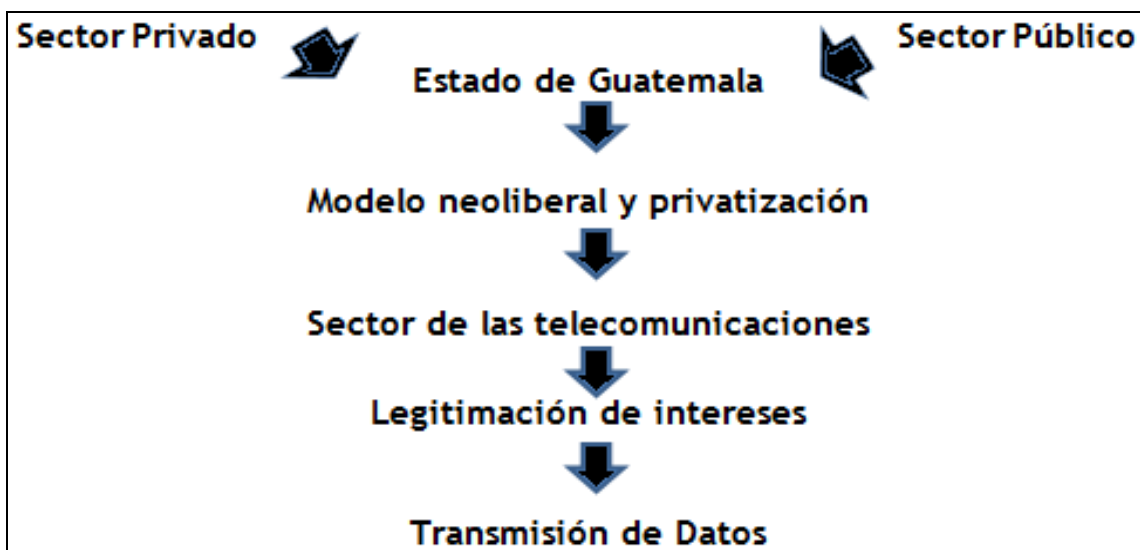 Sector Privado
Sector Público
Estado de Guatemala
Modelo neoliberal y privatización
Sector de las telecomunicaciones
Legitimación de intereses
Transmisión de Datos